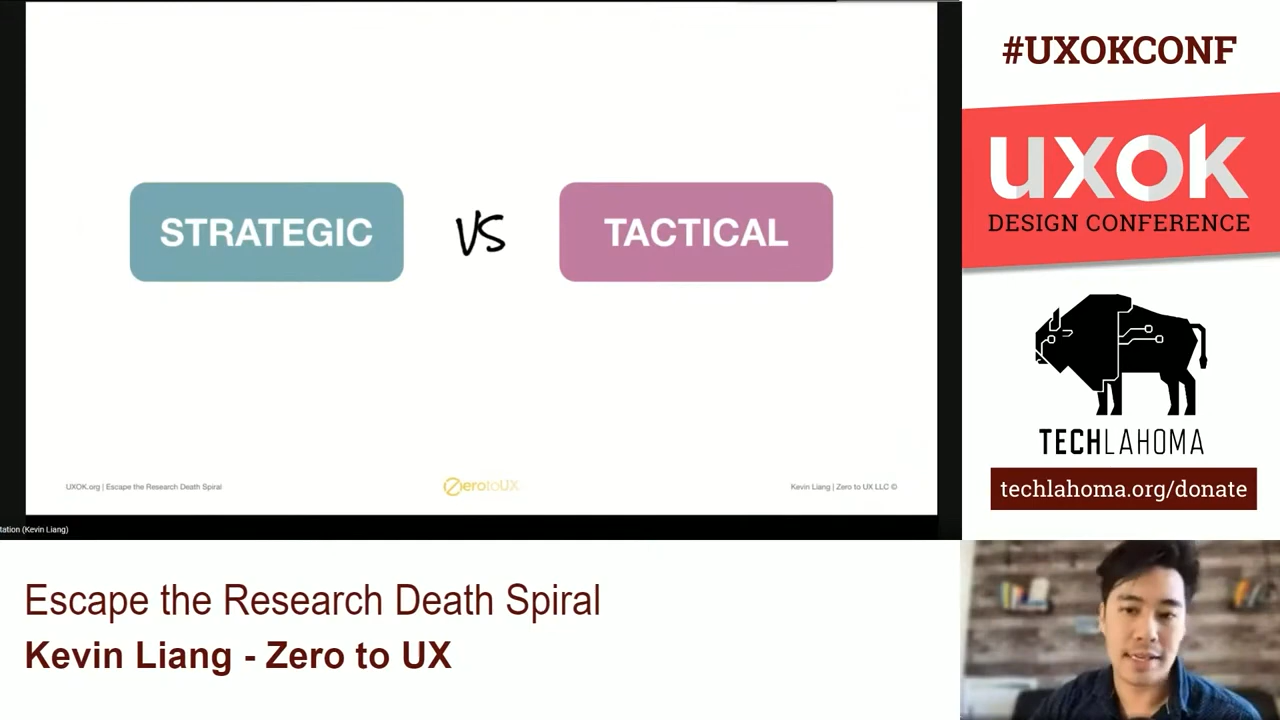 STRATEGIC
vs
TACTICAL
UXOK.org | Escape the Research Death Spiral
ZerotoUX
Kevin Liang | Zero to UX LLC ©
tation (Kevin Liang)
#UXOKCONF
uxok
DESIGN CONFERENCE
TECHLAHOMA
techlahoma.org/donate
Escape the Research Death Spiral
Kevin Liang - Zero to UX